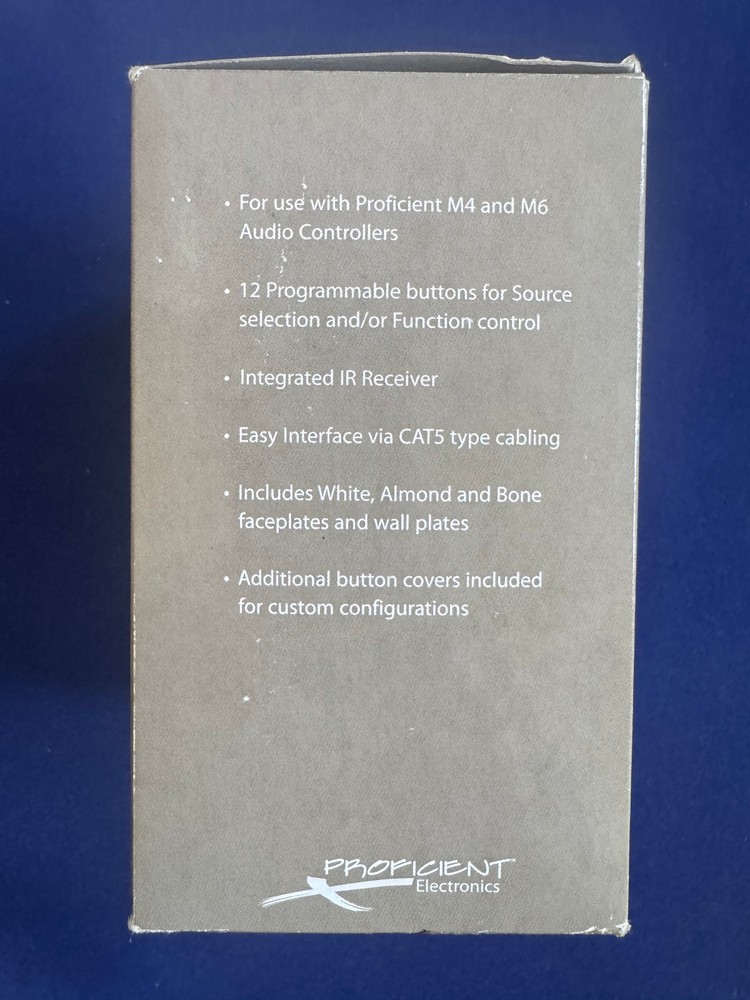 • For use with Proficient M4 and M6
Audio Controllers
• 12 Programmable buttons for Source
selection and/or Function control
• Integrated IR Receiver
• Easy Interface via CAT5 type cabling
• Includes White, Almond and Bone
faceplates and wall plates
• Additional button covers included
for custom configurations
PROFICIENT™
Electronics